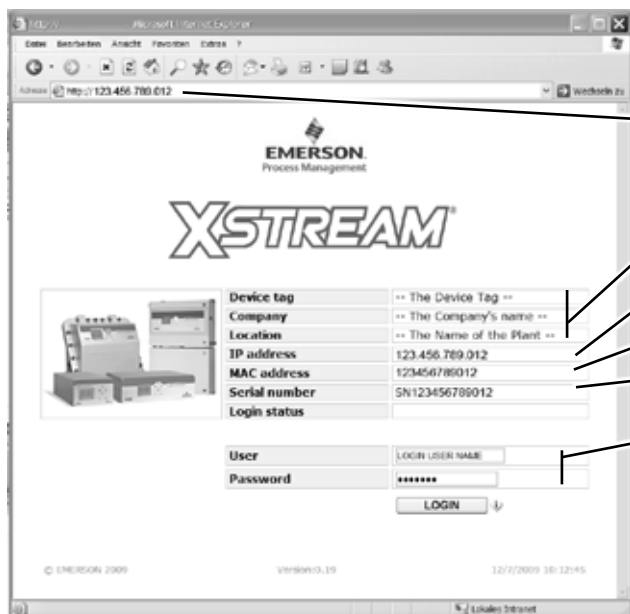 http:// Microsoft Internet Explorer
Datei Bearbeiten Ansicht Favoriten Extras ?
Adresse http://123.456.789.012 Wechseln zu
EMERSON
Process Management
XSTREAM
Device tag -- The Device Tag --
Company -- The Company's name --
Location -- The Name of the Plant --
IP address 123.456.789.012
MAC address 123456789012
Serial number SN123456789012
Login status
User LOGIN USER NAME
Password •••••••
LOGIN
© EMERSON 2009 Version:0.19 12/7/2009 10:12:45
Lokales Intranet